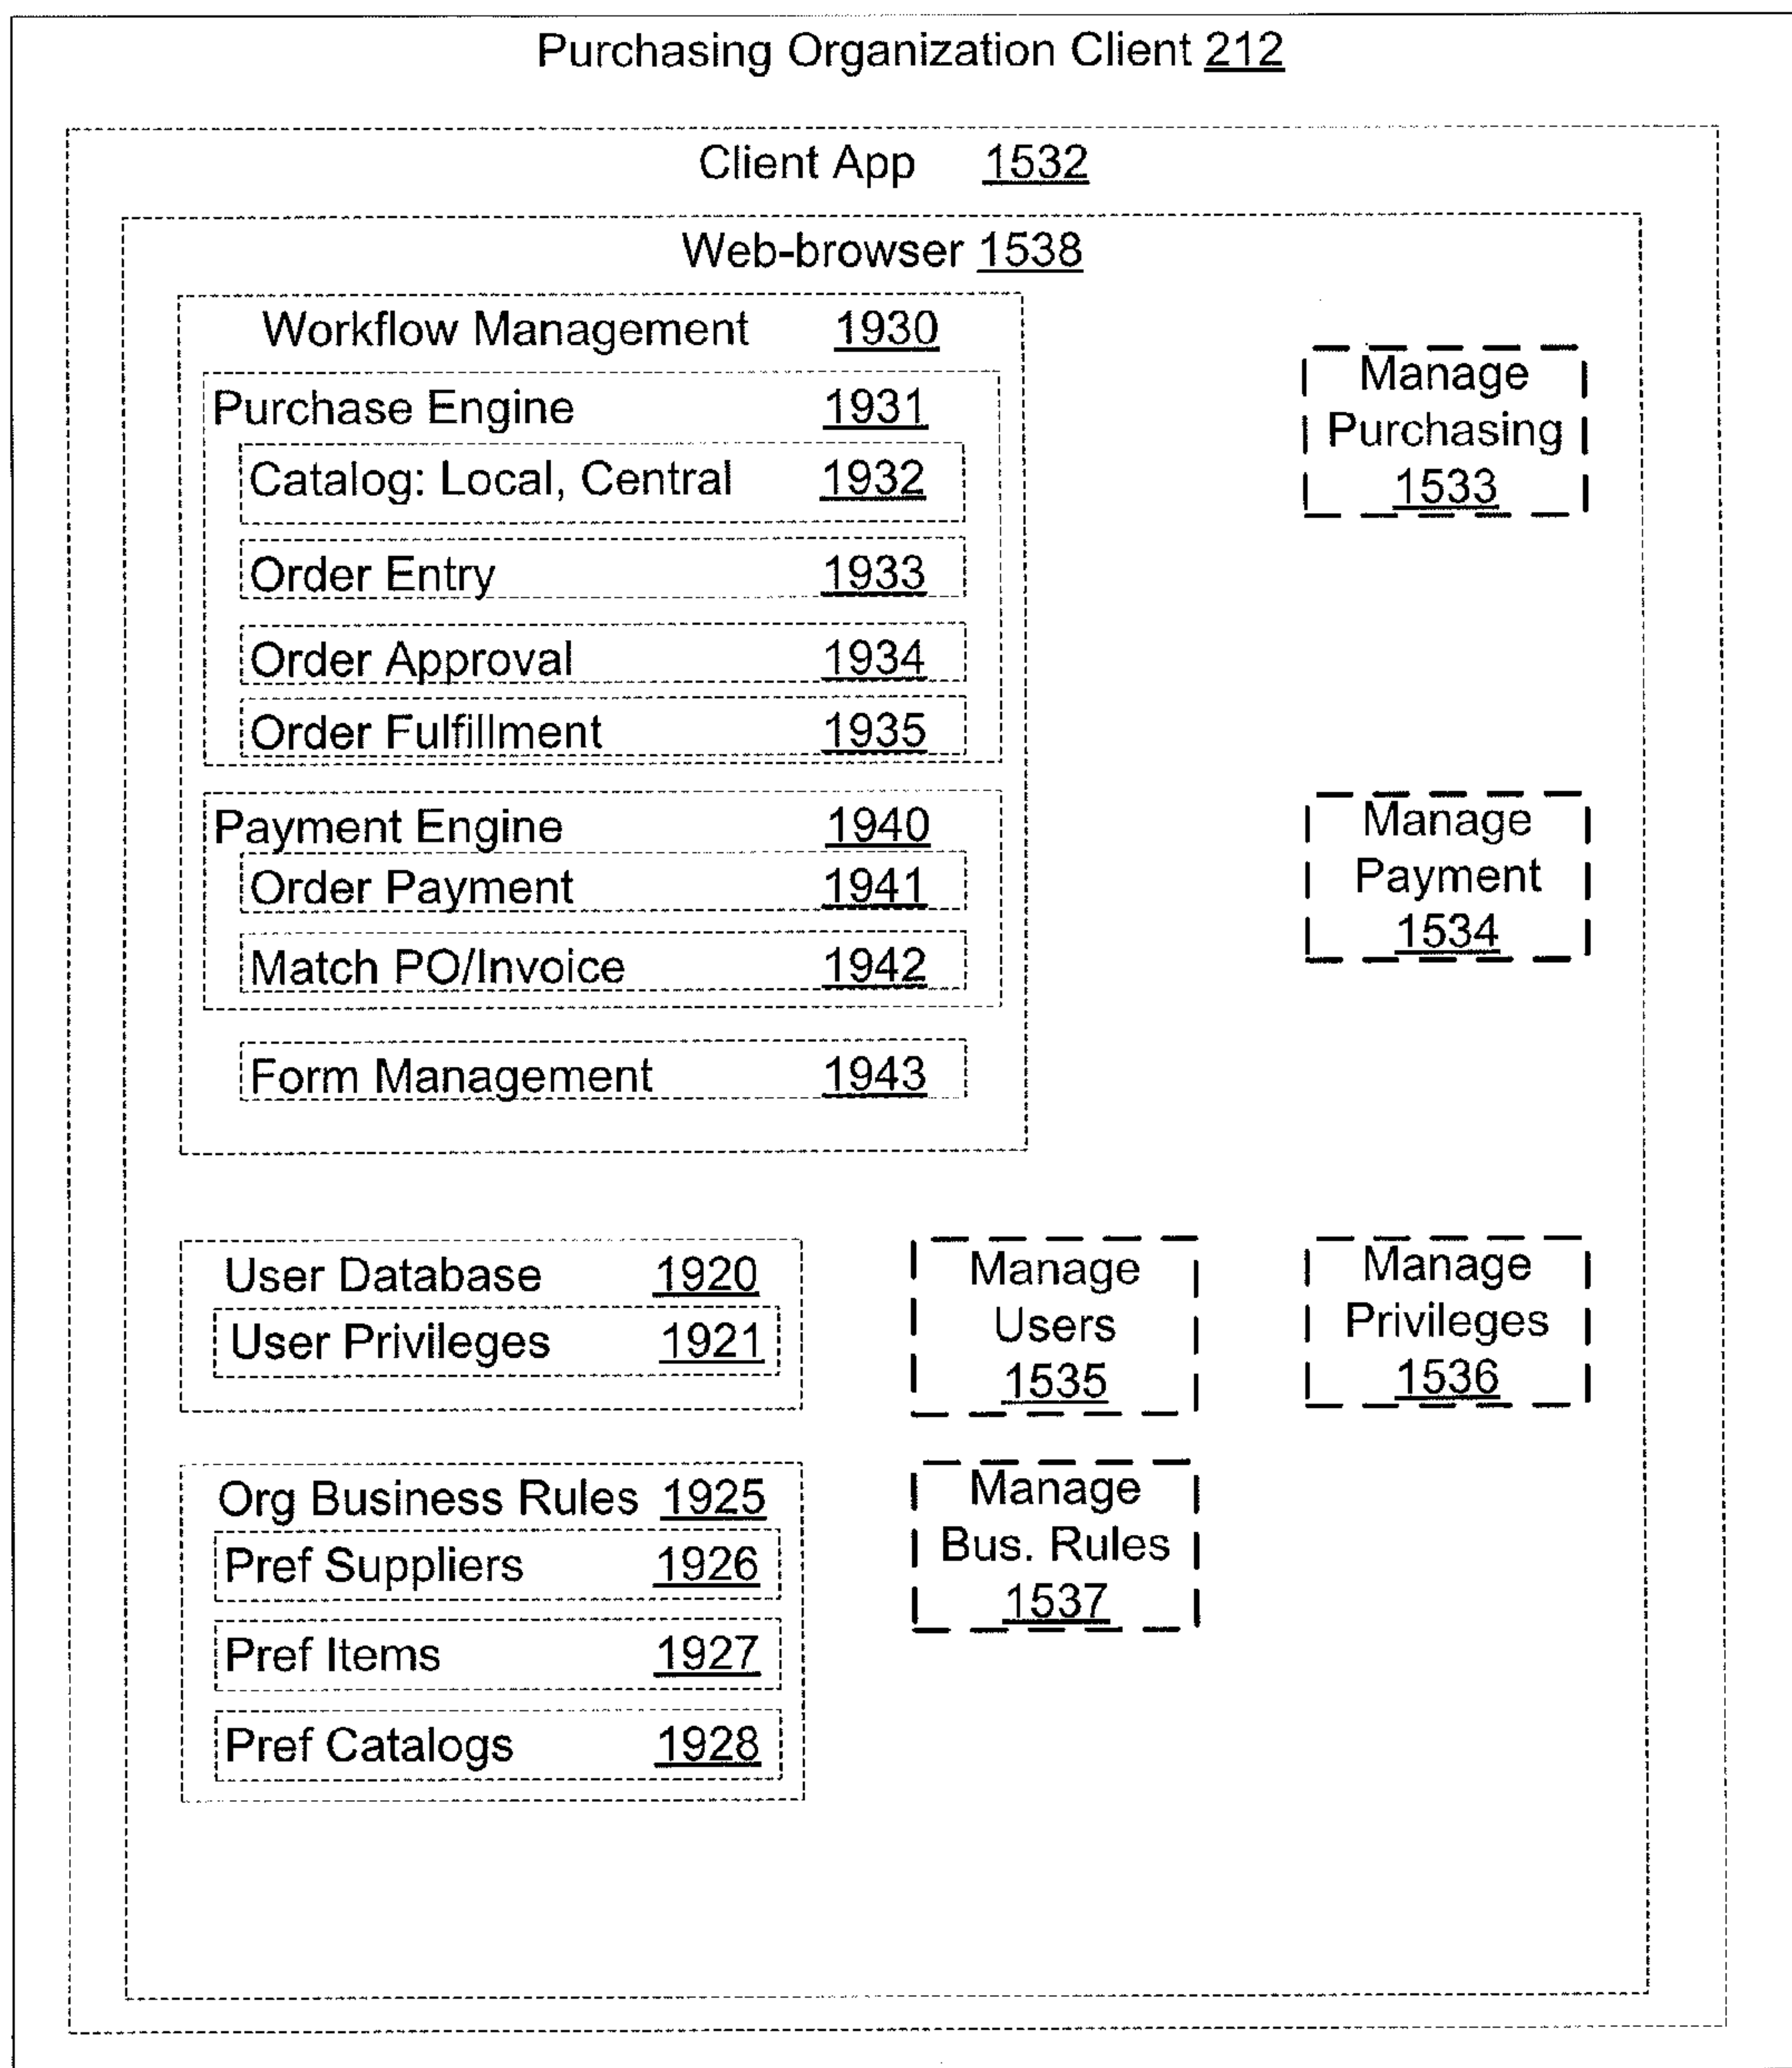 Purchasing Organization Client 212
Client App 1532
Web-browser 1538
Workflow Management 1930
Purchase Engine 1931
Catalog: Local, Central 1932
Order Entry 1933
Order Approval 1934
Order Fulfillment 1935
Payment Engine 1940
Order Payment 1941
Match PO/Invoice 1942
Form Management 1943
Manage
Purchasing
1533
Manage
Payment
1534
User Database 1920
User Privileges 1921
Manage
Users
1535
Manage
Privileges
1536
Org Business Rules 1925
Pref Suppliers 1926
Pref Items 1927
Pref Catalogs 1928
Manage
Bus. Rules
1537